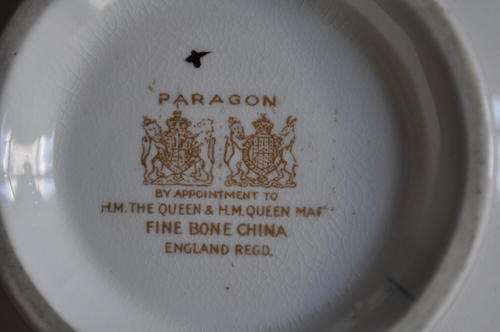 PARAGON
BY APPOINTMENT TO
H.M. THE QUEEN & H.M. QUEEN MA
FINE BONE CHINA
ENGLAND REGD.